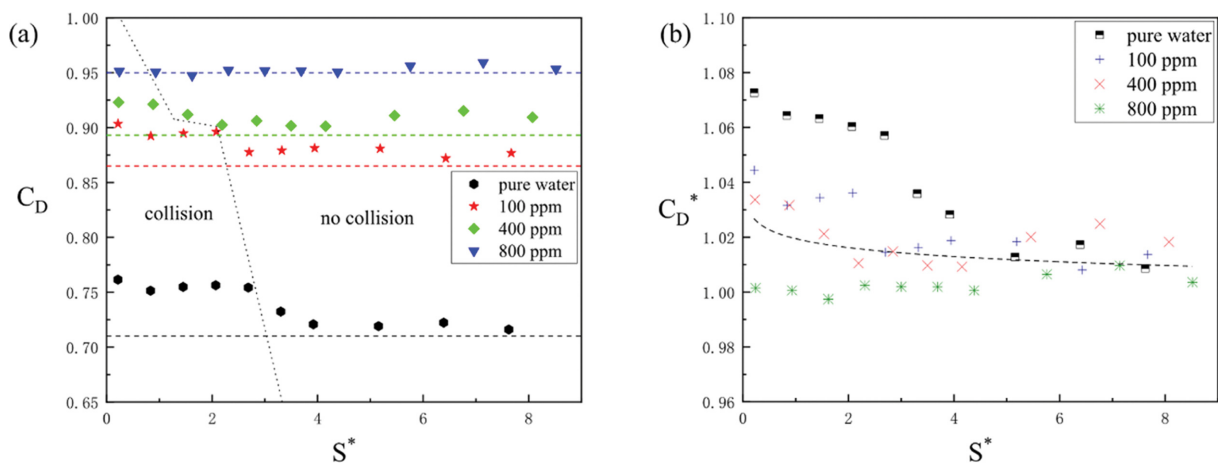 (a)
1.00
0.95
0.90
0.85
0.80
0.75
0.70
0.65
C_D
collision
no collision
pure water
100 ppm
400 ppm
800 ppm
0 2 4 6 8
S*
(b)
1.10
1.08
1.06
1.04
1.02
1.00
0.98
0.96
C_D*
pure water
100 ppm
400 ppm
800 ppm
0 2 4 6 8
S*